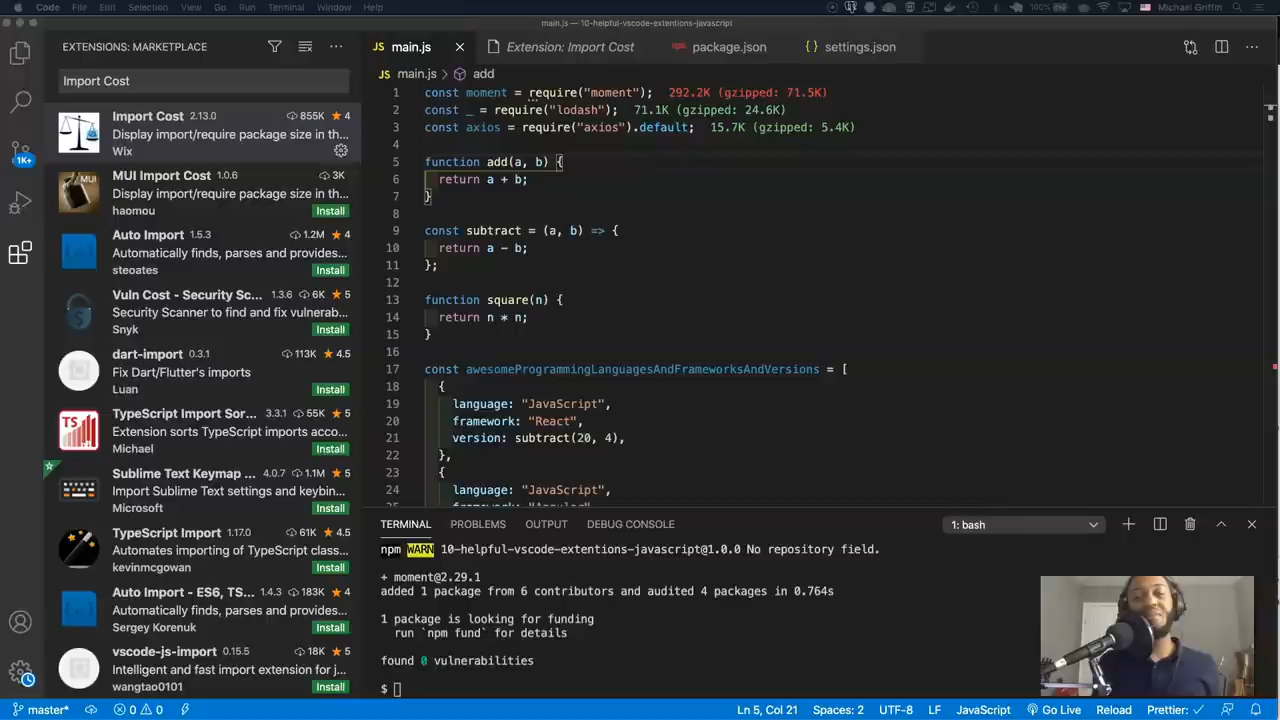 Code File Edit Selection View Go Run Terminal Window Help 100% Michael Griffin
main.js — 10-helpful-vscode-extentions-javascript
EXTENSIONS: MARKETPLACE
Import Cost
Import Cost 2.13.0 855K ★ 4
Display import/require package size in th...
Wix
MUI Import Cost 1.0.6 3K
Display import/require package size in the...
haomou Install
Auto Import 1.5.3 1.2M ★ 4
Automatically finds, parses and provides...
steoates Install
Vuln Cost - Security Sc... 1.3.6 6K ★ 5
Security Scanner to find and fix vulnerab...
Snyk Install
dart-import 0.3.1 113K ★ 4.5
Fix Dart/Flutter's imports
Luan Install
TypeScript Import Sor... 3.3.1 55K ★ 5
Extension sorts TypeScript imports acco...
Michael Install
Sublime Text Keymap ... 4.0.7 1.1M ★ 5
Import Sublime Text settings and keybin...
Microsoft Install
TypeScript Import 1.17.0 61K ★ 4.5
Automates importing of TypeScript class...
kevinmcgowan Install
Auto Import - ES6, TS... 1.4.3 183K ★ 4
Automatically finds, parses and provides...
Sergey Korenuk Install
vscode-js-import 0.15.5 18K ★ 5
Intelligent and fast import extension for j...
wangtao0101 Install
1K+
MUI
TS
JS main.js Extension: Import Cost package.json { } settings.json
JS main.js > add
1 const moment = require("moment"); 292.2K (gzipped: 71.5K)
2 const _ = require("lodash"); 71.1K (gzipped: 24.6K)
3 const axios = require("axios").default; 15.7K (gzipped: 5.4K)
4
5 function add(a, b) {
6 return a + b;
7 }
8
9 const subtract = (a, b) => {
10 return a - b;
11 };
12
13 function square(n) {
14 return n * n;
15 }
16
17 const awesomeProgrammingLanguagesAndFrameworksAndVersions = [
18 {
19 language: "JavaScript",
20 framework: "React",
21 version: subtract(20, 4),
22 },
23 {
24 language: "JavaScript",
TERMINAL PROBLEMS OUTPUT DEBUG CONSOLE 1: bash
npm WARN 10-helpful-vscode-extentions-javascript@1.0.0 No repository field.
+ moment@2.29.1
added 1 package from 6 contributors and audited 4 packages in 0.764s
1 package is looking for funding
run `npm fund` for details
found 0 vulnerabilities
$
master* 0 0 Ln 5, Col 21 Spaces: 2 UTF-8 LF JavaScript Go Live Reload Prettier: ✓